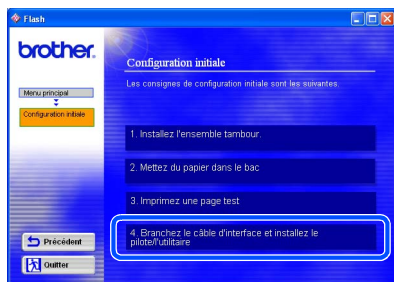 Flash
brother.
Menu principal
Configuration initiale
Configuration initiale
Les consignes de configuration initiale sont les suivantes.
1. Installez l'ensemble tambour.
2. Mettez du papier dans le bac
3. Imprimez une page test
4. Branchez le câble d'interface et installez le
pilote/l'utilitaire
Précédent
Quitter